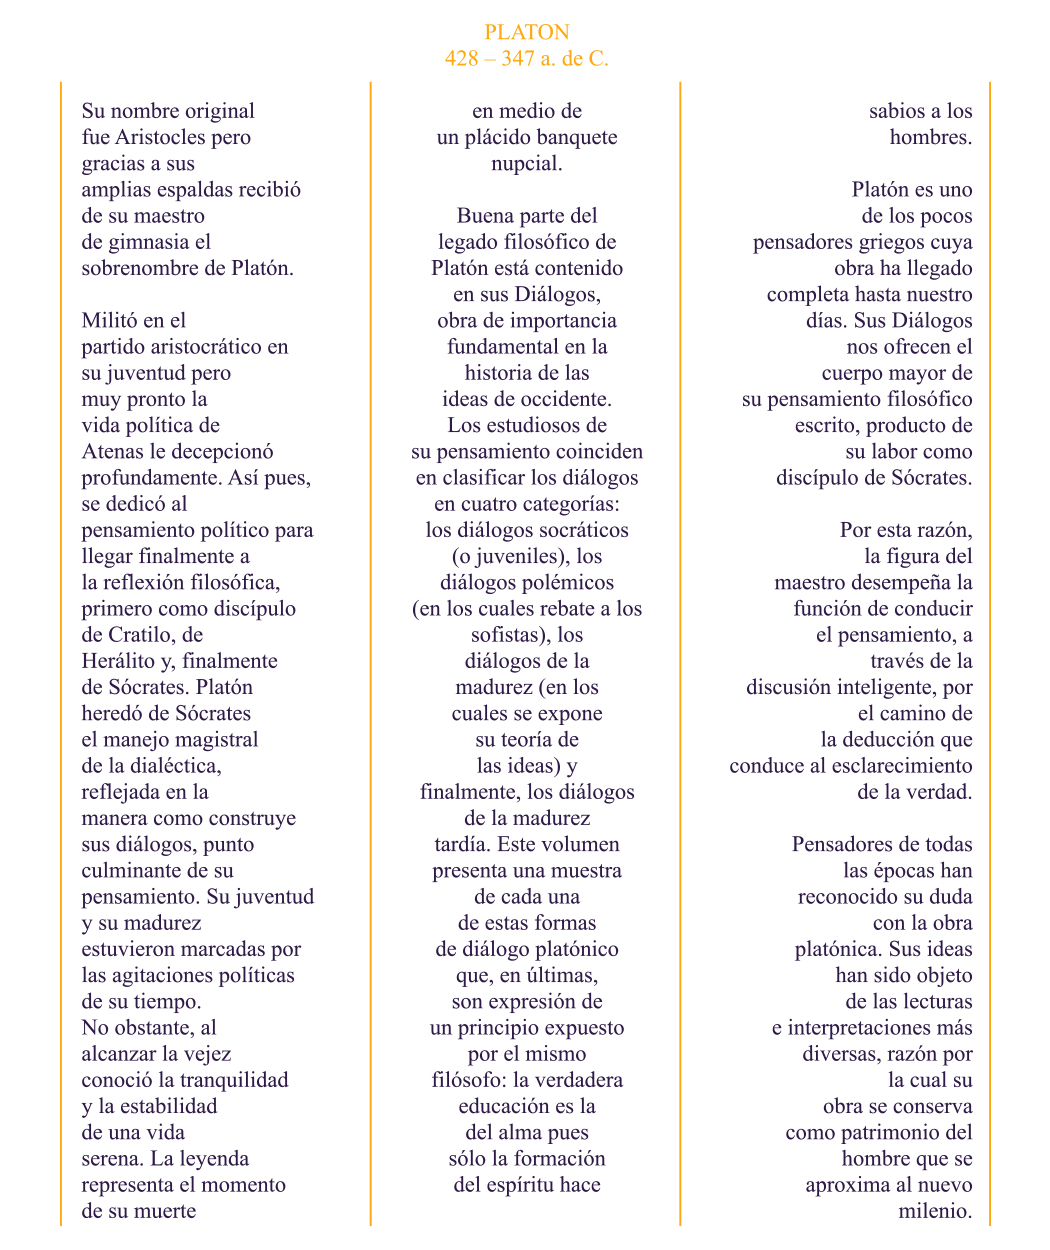 PLATON
428 – 347 a. de C.
Su nombre original
fue Aristocles pero
gracias a sus
amplias espaldas recibió
de su maestro
de gimnasia el
sobrenombre de Platón.
Militó en el
partido aristocrático en
su juventud pero
muy pronto la
vida política de
Atenas le decepcionó
profundamente. Así pues,
se dedicó al
pensamiento político para
llegar finalmente a
la reflexión filosófica,
primero como discípulo
de Cratilo, de
Herálito y, finalmente
de Sócrates. Platón
heredó de Sócrates
el manejo magistral
de la dialéctica,
reflejada en la
manera como construye
sus diálogos, punto
culminante de su
pensamiento. Su juventud
y su madurez
estuvieron marcadas por
las agitaciones políticas
de su tiempo.
No obstante, al
alcanzar la vejez
conoció la tranquilidad
y la estabilidad
de una vida
serena. La leyenda
representa el momento
de su muerte
en medio de
un plácido banquete
nupcial.
Buena parte del
legado filosófico de
Platón está contenido
en sus Diálogos,
obra de importancia
fundamental en la
historia de las
ideas de occidente.
Los estudiosos de
su pensamiento coinciden
en clasificar los diálogos
en cuatro categorías:
los diálogos socráticos
(o juveniles), los
diálogos polémicos
(en los cuales rebate a los
sofistas), los
diálogos de la
madurez (en los
cuales se expone
su teoría de
las ideas) y
finalmente, los diálogos
de la madurez
tardía. Este volumen
presenta una muestra
de cada una
de estas formas
de diálogo platónico
que, en últimas,
son expresión de
un principio expuesto
por el mismo
filósofo: la verdadera
educación es la
del alma pues
sólo la formación
del espíritu hace
sabios a los
hombres.
Platón es uno
de los pocos
pensadores griegos cuya
obra ha llegado
completa hasta nuestro
días. Sus Diálogos
nos ofrecen el
cuerpo mayor de
su pensamiento filosófico
escrito, producto de
su labor como
discípulo de Sócrates.
Por esta razón,
la figura del
maestro desempeña la
función de conducir
el pensamiento, a
través de la
discusión inteligente, por
el camino de
la deducción que
conduce al esclarecimiento
de la verdad.
Pensadores de todas
las épocas han
reconocido su duda
con la obra
platónica. Sus ideas
han sido objeto
de las lecturas
e interpretaciones más
diversas, razón por
la cual su
obra se conserva
como patrimonio del
hombre que se
aproxima al nuevo
milenio.